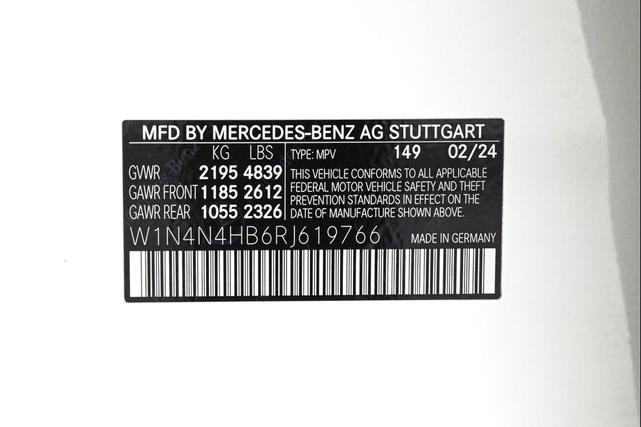 MFD BY MERCEDES-BENZ AG STUTTGART
KG LBS TYPE: MPV 149 02/24
GVWR 2195 4839 THIS VEHICLE CONFORMS TO ALL APPLICABLE
GAWR FRONT 1185 2612 FEDERAL MOTOR VEHICLE SAFETY AND THEFT
PREVENTION STANDARDS IN EFFECT ON THE
GAWR REAR 1055 2326 DATE OF MANUFACTURE SHOWN ABOVE.
W1N4N4HB6RJ619766 MADE IN GERMANY